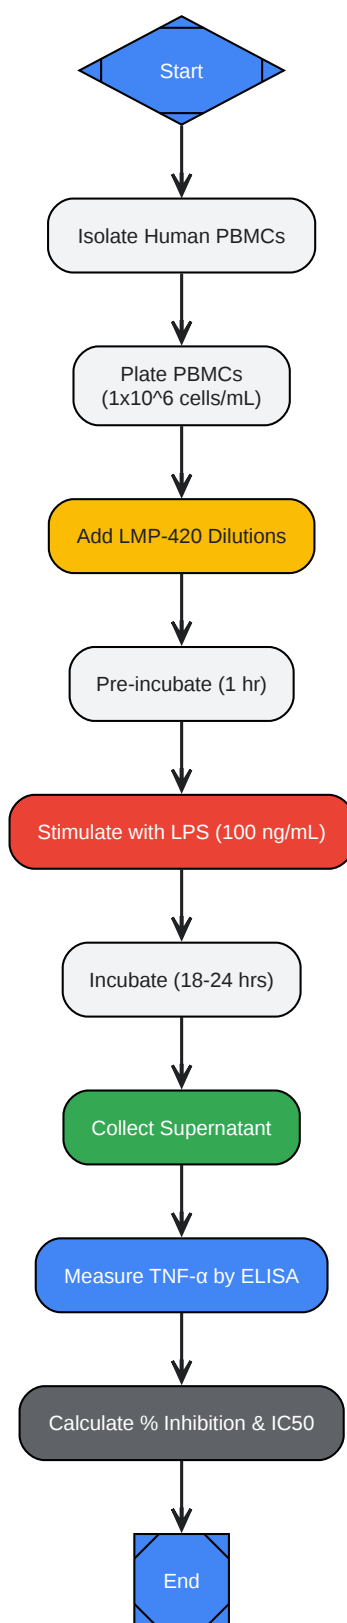 Start
Isolate Human PBMCs
Plate PBMCs
(1x10^6 cells/mL)
Add LMP-420 Dilutions
Pre-incubate (1 hr)
Stimulate with LPS (100 ng/mL)
Incubate (18-24 hrs)
Collect Supernatant
Measure TNF-α by ELISA
Calculate % Inhibition & IC50
End